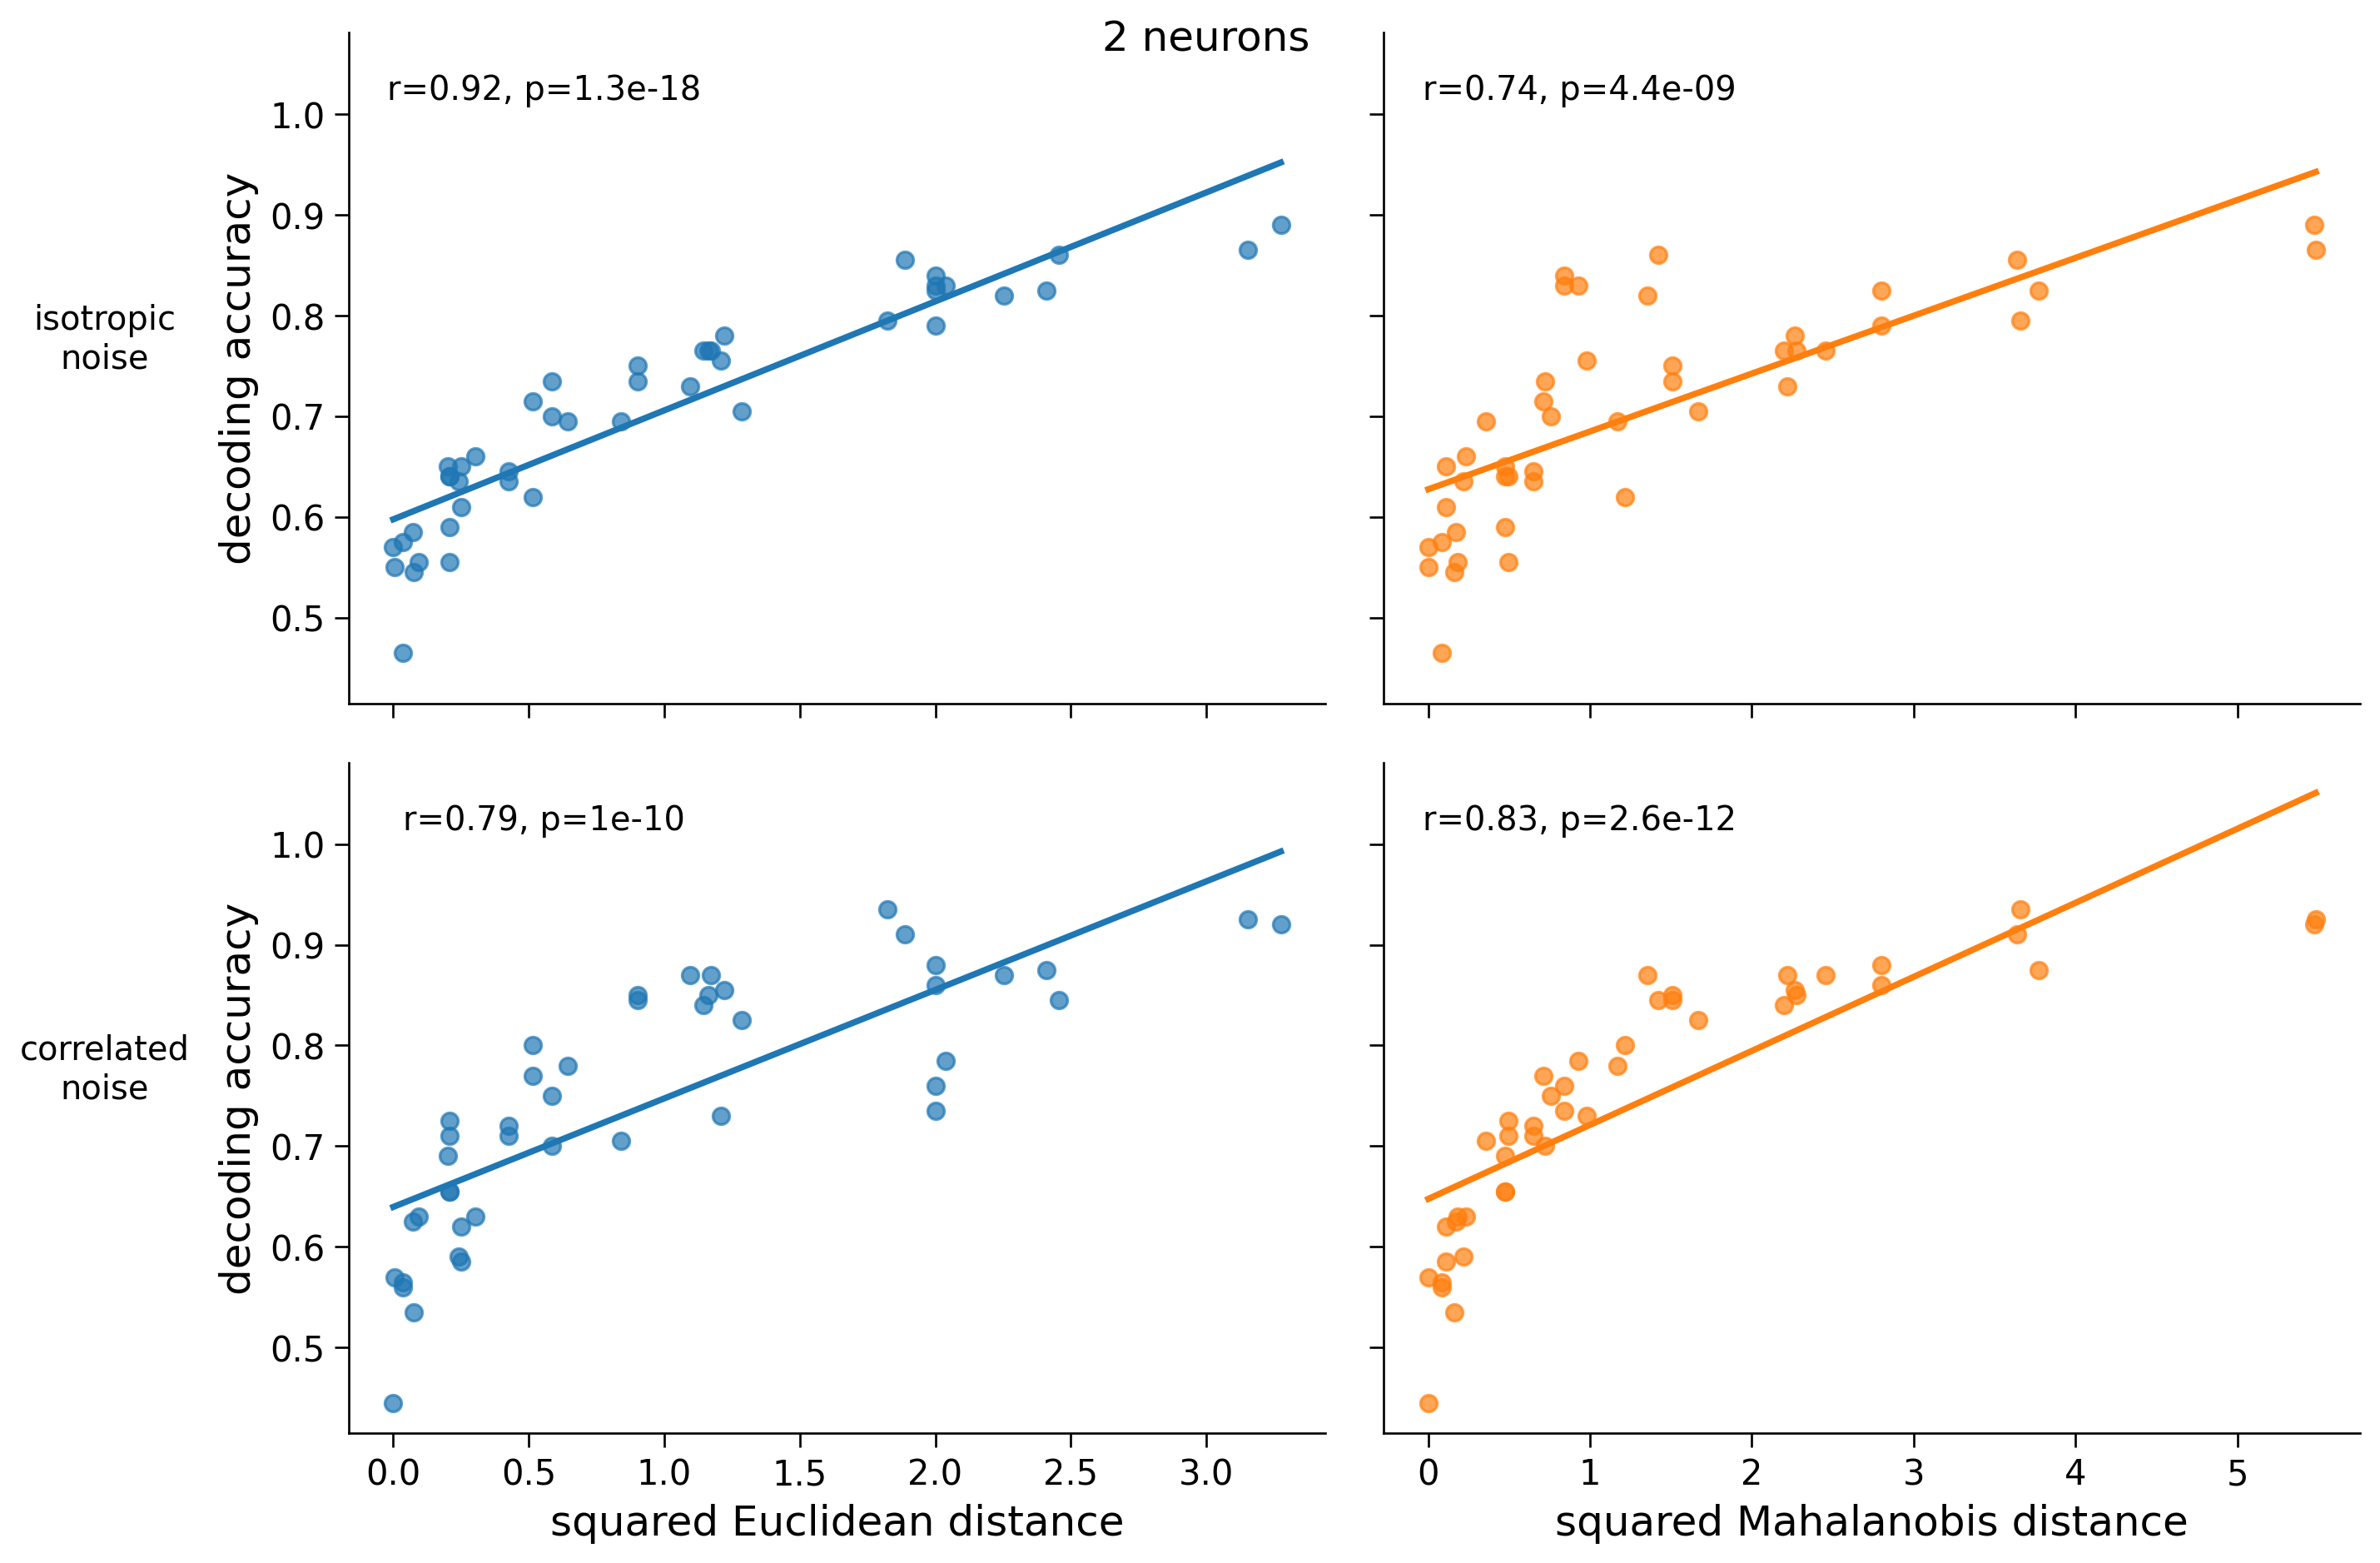 2 neurons
r=0.92, p=1.3e-18
r=0.74, p=4.4e-09
isotropic
noise
decoding accuracy
1.0
0.9
0.8
0.7
0.6
0.5
r=0.79, p=1e-10
r=0.83, p=2.6e-12
correlated
noise
decoding accuracy
1.0
0.9
0.8
0.7
0.6
0.5
0.0 0.5 1.0 1.5 2.0 2.5 3.0
0 1 2 3 4 5
squared Euclidean distance
squared Mahalanobis distance